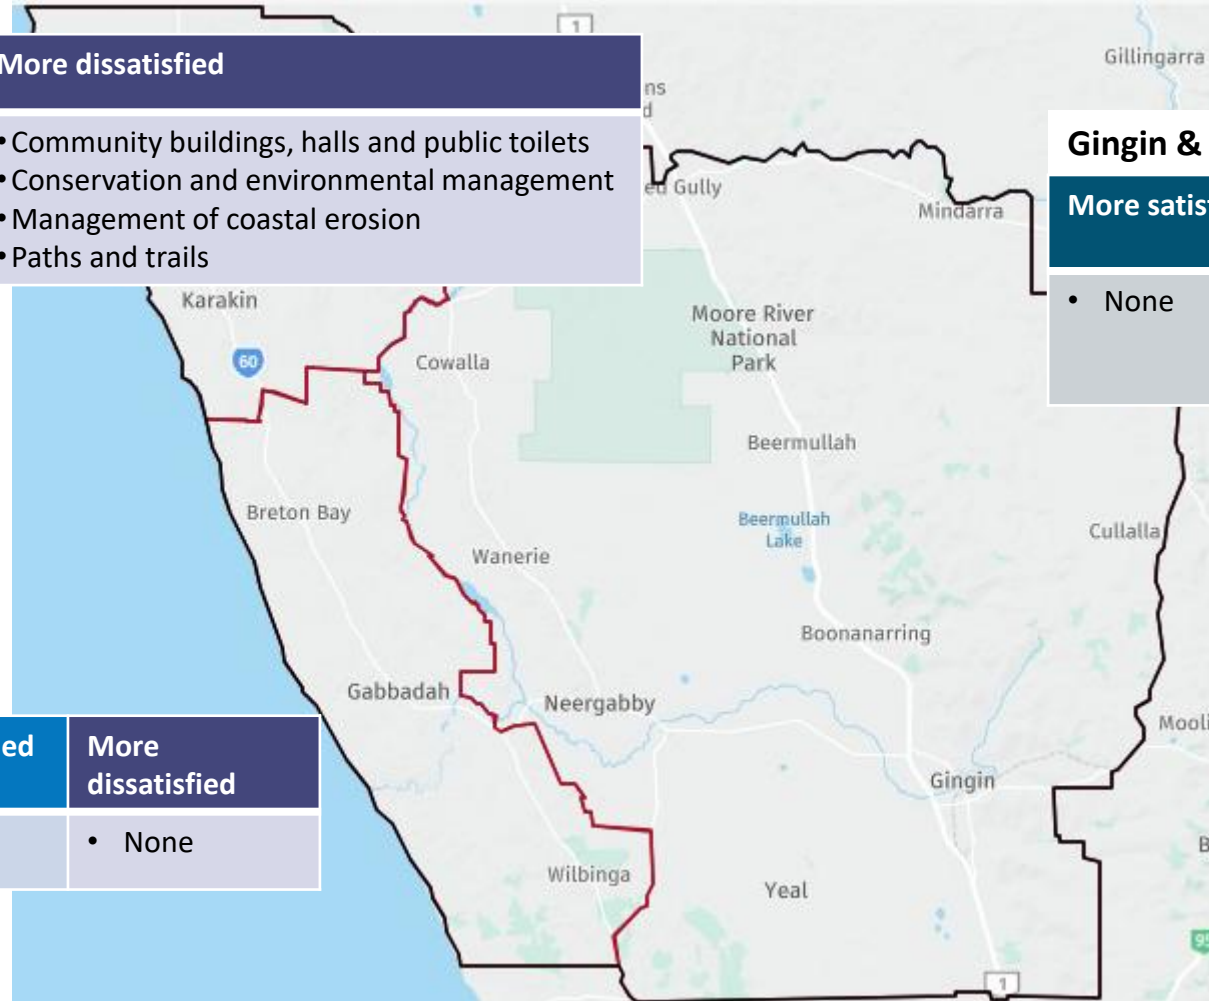 1
Gillingarra
More dissatisfied
• Community buildings, halls and public toilets
• Conservation and environmental management
• Management of coastal erosion
• Paths and trails
Gully
Mindarra
Gingin &
More
• None
Karakin
60
Cowalla
Moore River
National
Park
Beermullah
Breton Bay
Beermullah
Lake
Cullalla
Wanerie
Boonanarring
Gabbadah
Neergabby
More
dissatisfied
• None
Gingin
Wilbinga
Yeal
95
1